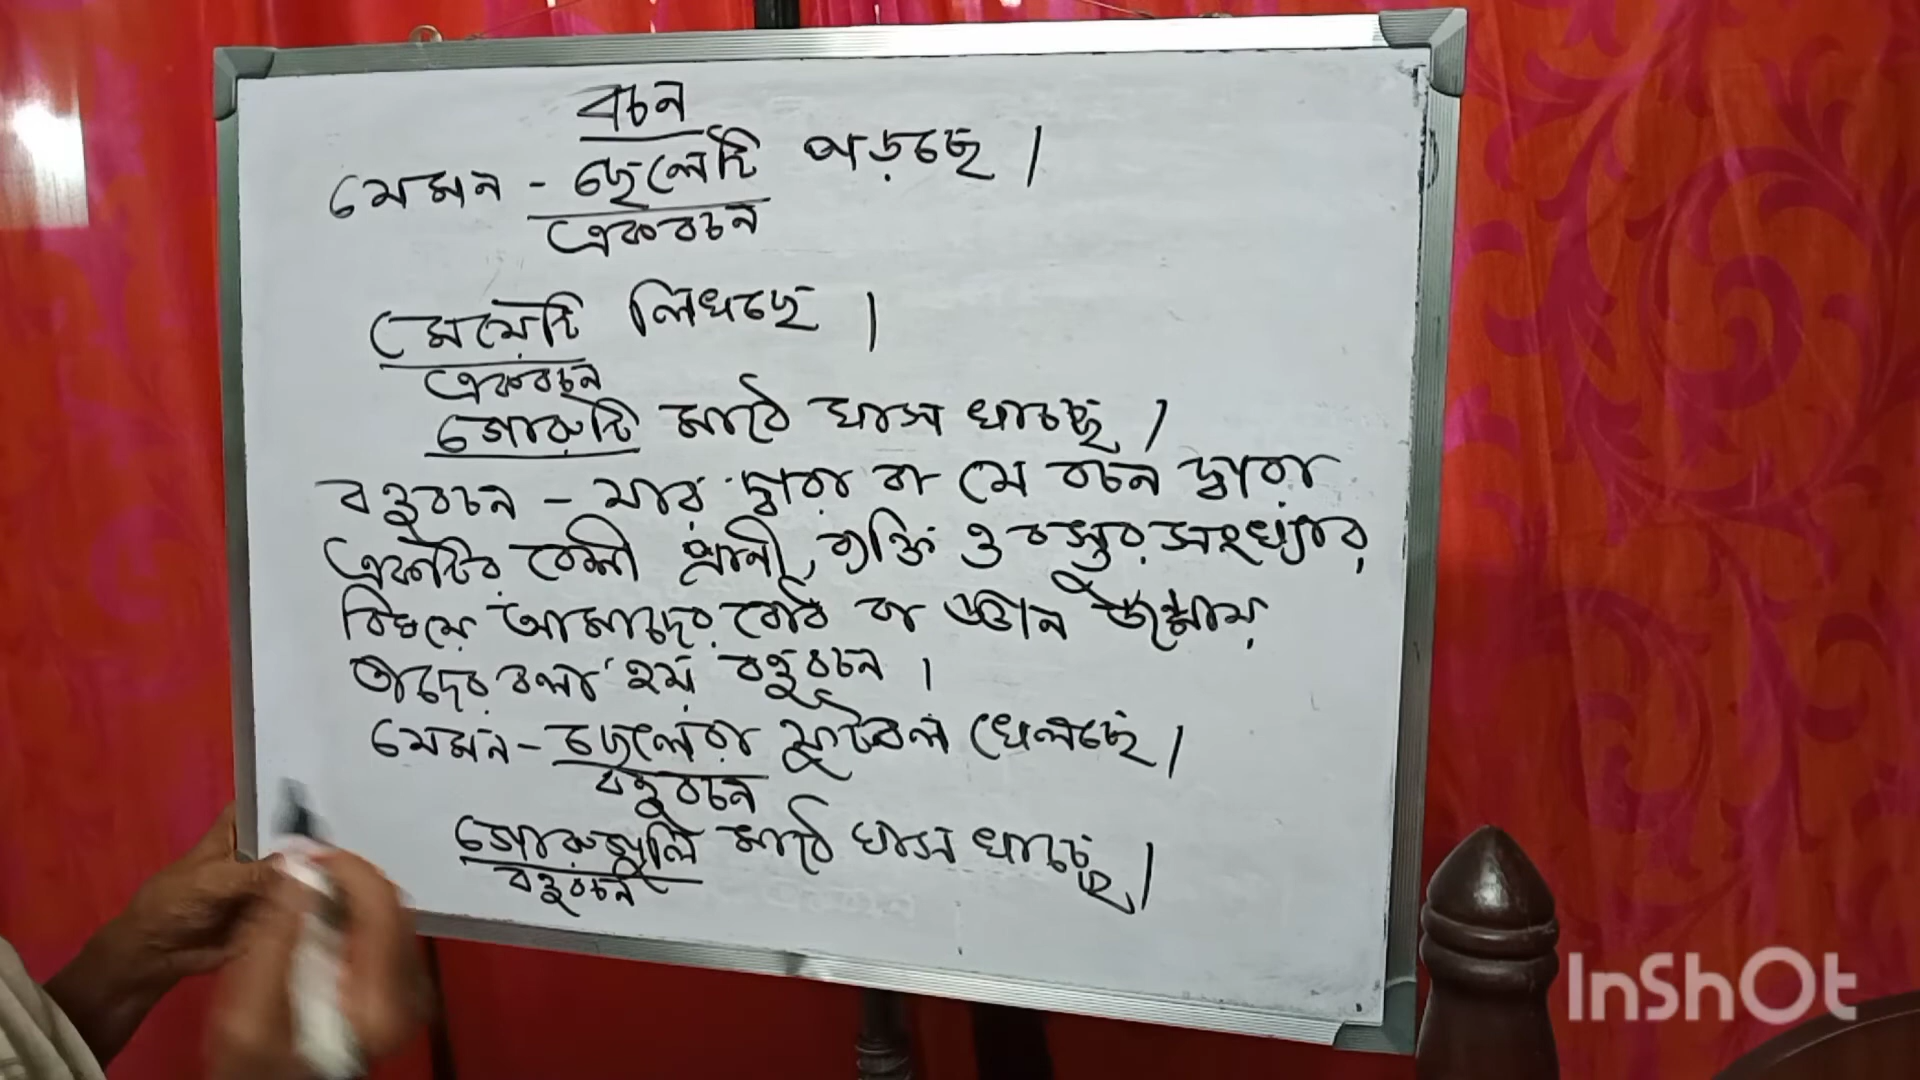 বচন
যেমন - ছেলেটি পড়ছে।
একবচন
মেয়েটি লিখছে।
একবচন
গোরুটি মাঠে ঘাস খাচ্ছে।
বহুবচন - যার দ্বারা বা যে বচন দ্বারা
একটির বেশী প্রানী, ব্যক্তি ও বস্তুর সংখ্যার
বিষয়ে আমাদের বোধ বা জ্ঞান জন্মায়
তাদের বলা হয় বহুবচন।
যেমন - ছেলেরা ফুটবল খেলছে।
বহুবচন
গোরুগুলি মাঠে ঘাস খাচ্ছে।
বহুবচন
InShOt